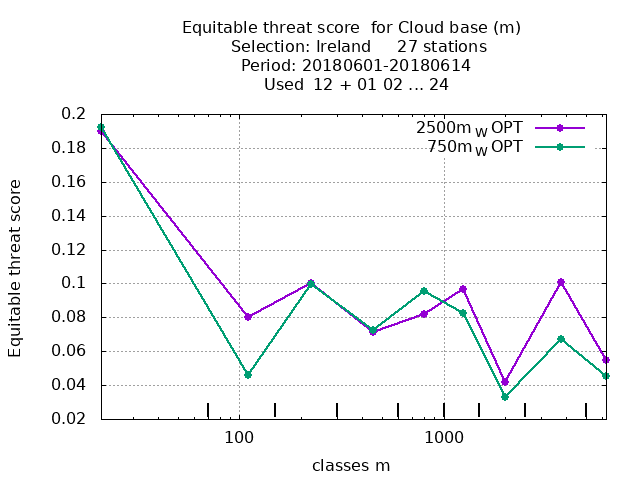 Equitable threat score for Cloud base (m)
Selection: Ireland 27 stations
Period: 20180601-20180614
Used 12 + 01 02 ... 24
2500m W OPT
750m W OPT
0.2
0.18
0.16
0.14
0.12
0.1
0.08
0.06
0.04
0.02
Equitable threat score
100
1000
classes m